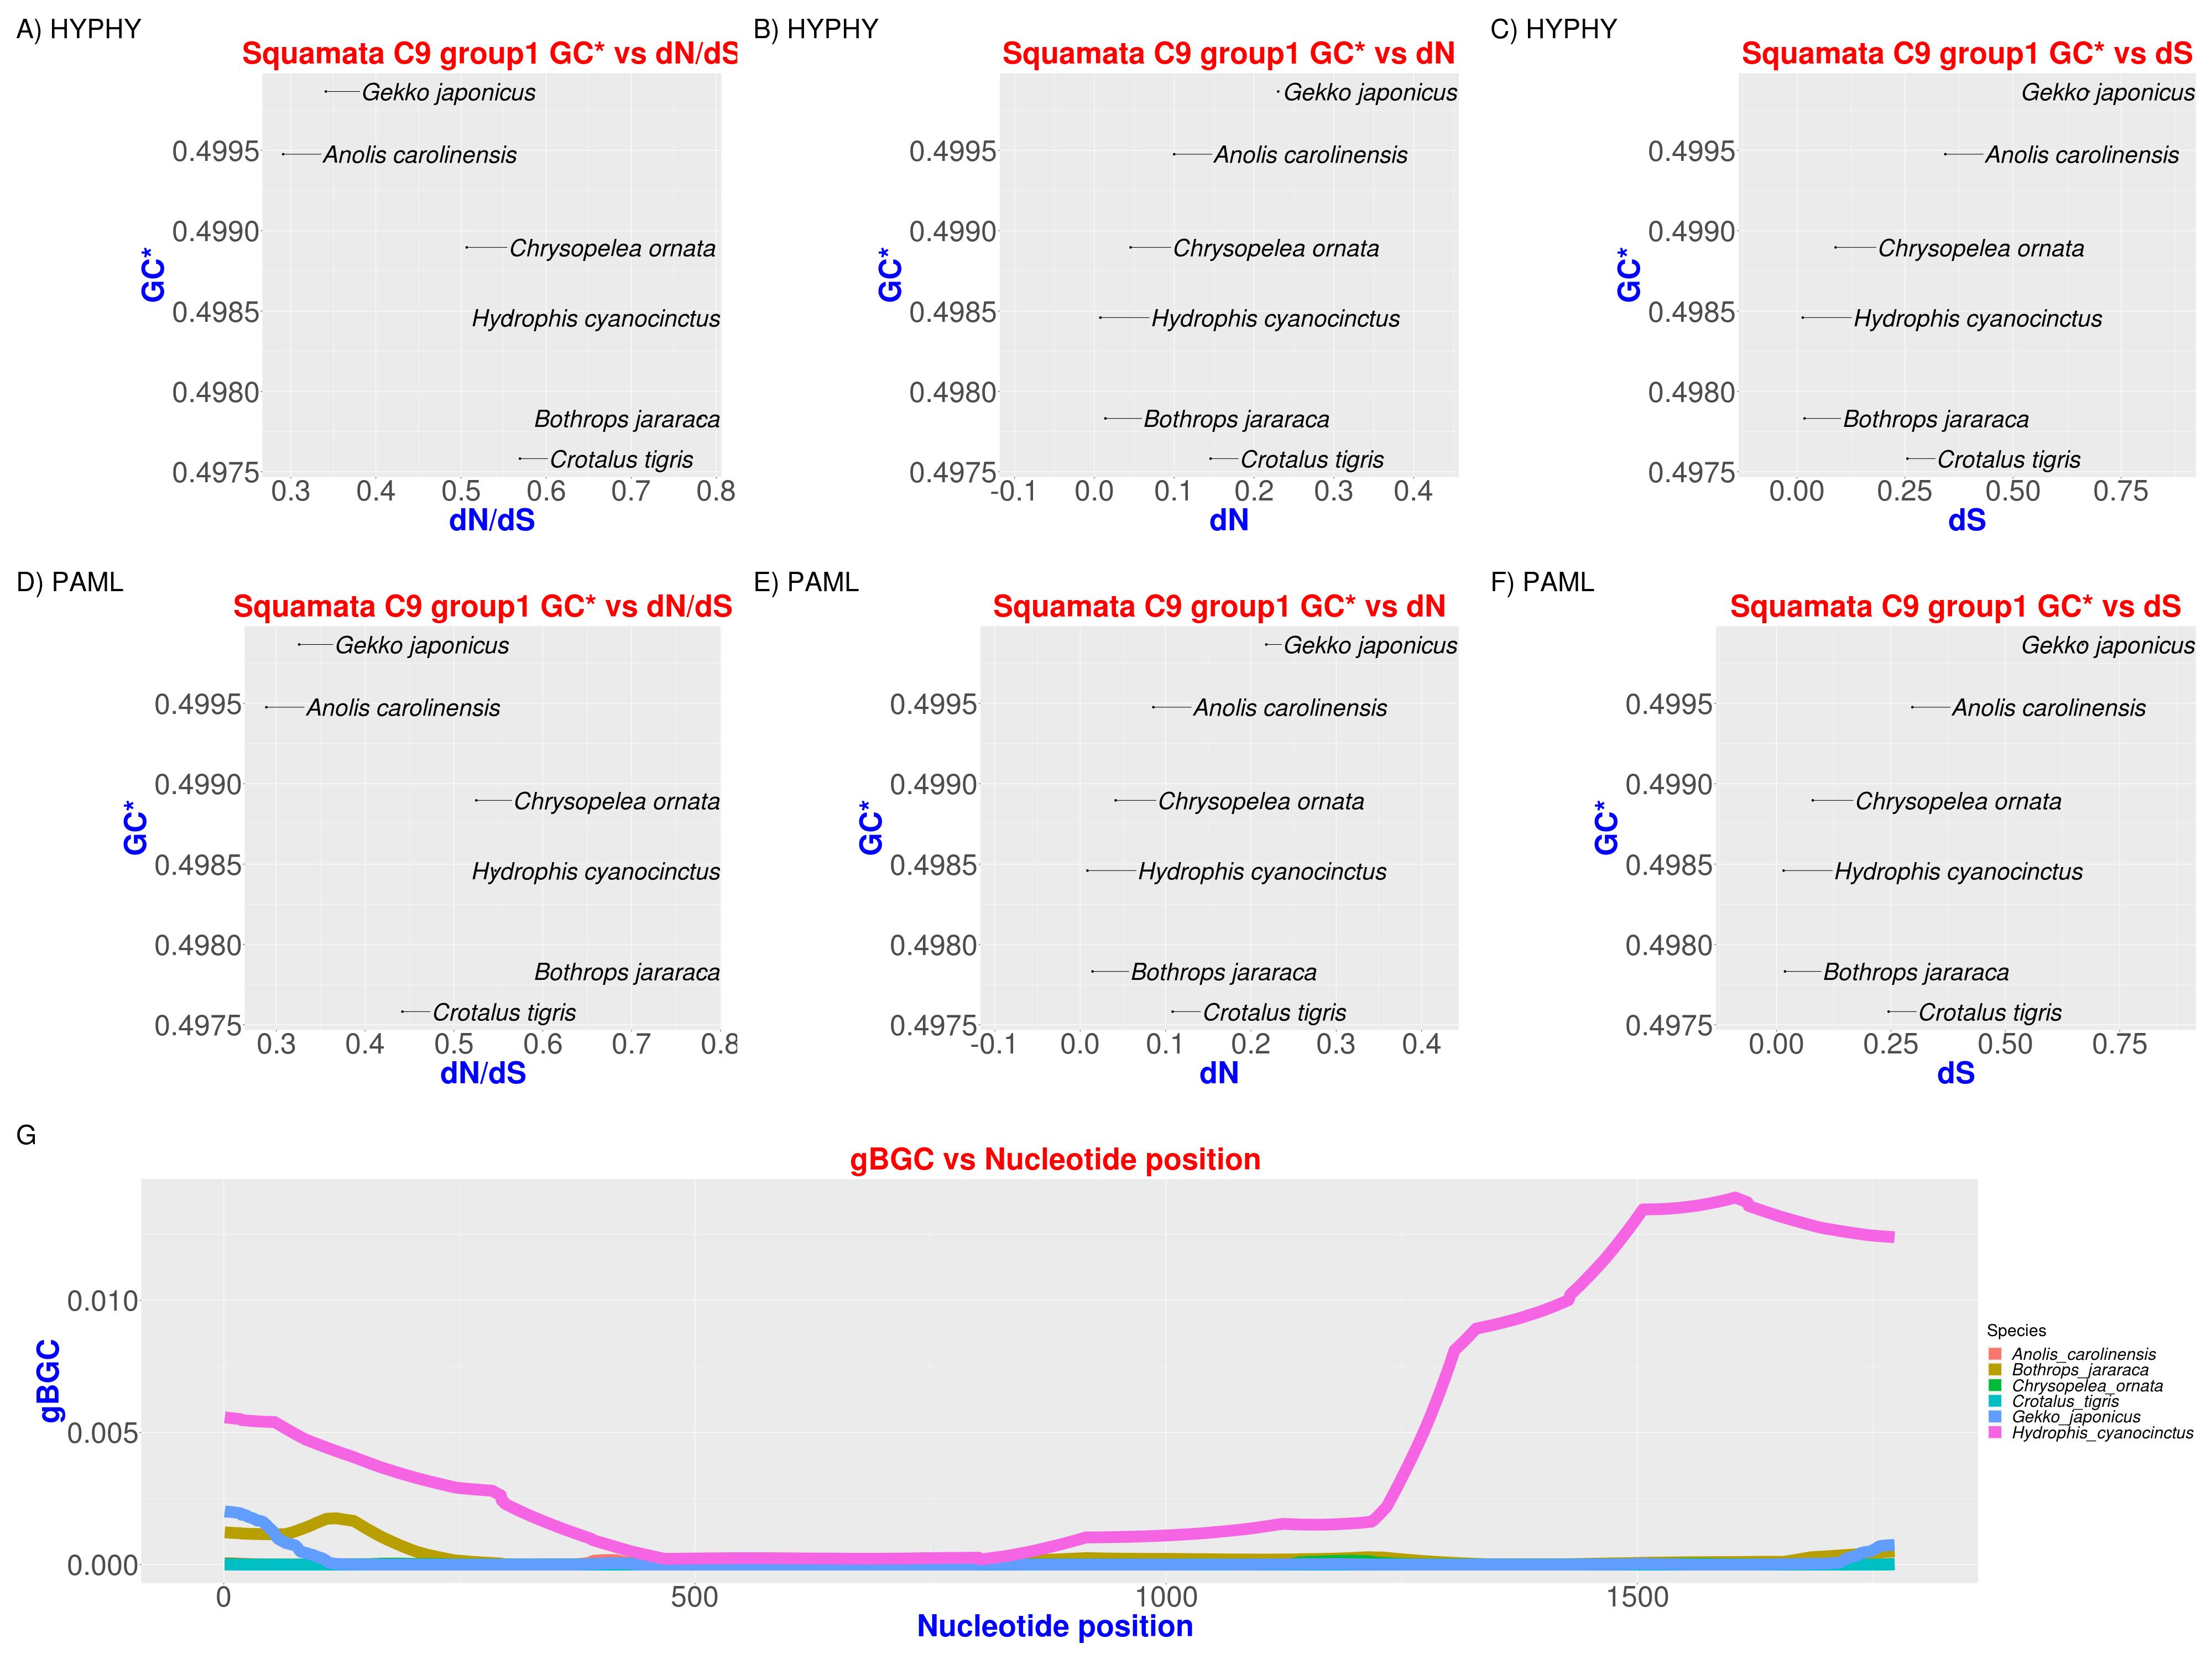 A) HYPHY
Squamata C9 group1 GC* vs dN/dS
Gekko japonicus
0.4995
Anolis carolinensis
0.4990
Chrysopelea ornata
GC*
0.4985
Hydrophis cyanocinctus
0.4980
Bothrops jararaca
0.4975
Crotalus tigris
0.3 0.4 0.5 0.6 0.7 0.8
dN/dS
B) HYPHY
Squamata C9 group1 GC* vs dN
Gekko japonicus
0.4995
Anolis carolinensis
0.4990
Chrysopelea ornata
GC*
0.4985
Hydrophis cyanocinctus
0.4980
Bothrops jararaca
0.4975
Crotalus tigris
-0.1 0.0 0.1 0.2 0.3 0.4
dN
C) HYPHY
Squamata C9 group1 GC* vs dS
Gekko japonicus
0.4995
Anolis carolinensis
0.4990
Chrysopelea ornata
GC*
0.4985
Hydrophis cyanocinctus
0.4980
Bothrops jararaca
0.4975
Crotalus tigris
0.00 0.25 0.50 0.75
dS
D) PAML
Squamata C9 group1 GC* vs dN/dS
Gekko japonicus
0.4995
Anolis carolinensis
0.4990
Chrysopelea ornata
GC*
0.4985
Hydrophis cyanocinctus
0.4980
Bothrops jararaca
0.4975
Crotalus tigris
0.3 0.4 0.5 0.6 0.7 0.8
dN/dS
E) PAML
Squamata C9 group1 GC* vs dN
Gekko japonicus
0.4995
Anolis carolinensis
0.4990
Chrysopelea ornata
GC*
0.4985
Hydrophis cyanocinctus
0.4980
Bothrops jararaca
0.4975
Crotalus tigris
-0.1 0.0 0.1 0.2 0.3 0.4
dN
F) PAML
Squamata C9 group1 GC* vs dS
Gekko japonicus
0.4995
Anolis carolinensis
0.4990
Chrysopelea ornata
GC*
0.4985
Hydrophis cyanocinctus
0.4980
Bothrops jararaca
0.4975
Crotalus tigris
0.00 0.25 0.50 0.75
dS
G
gBGC vs Nucleotide position
0.010
gBGC
0.005
0.000
0 500 1000 1500
Nucleotide position
Species
Anolis_carolinensis
Bothrops_jararaca
Chrysopelea_ornata
Crotalus_tigris
Gekko_japonicus
Hydrophis_cyanocinctus